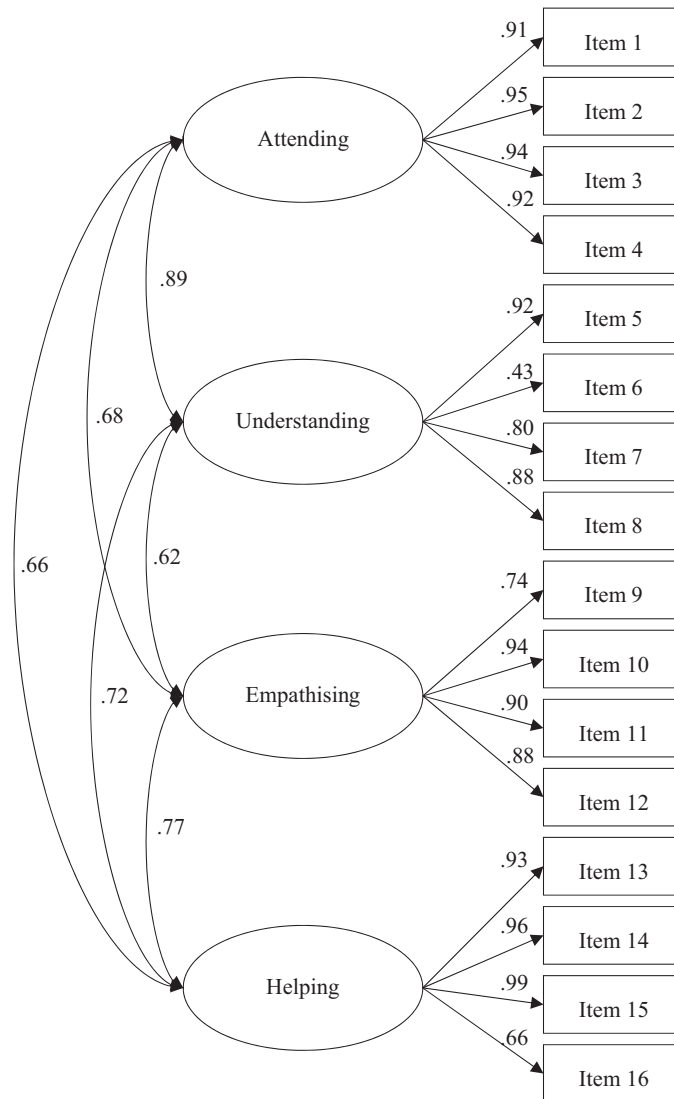 .91
Item 1
.95
Item 2
Attending
.94
Item 3
.92
Item 4
.89
.92
Item 5
.43
Item 6
Understanding
.68
.80
Item 7
.88
Item 8
.66
.62
.74
Item 9
.94
Item 10
Empathising
.72
.90
Item 11
.88
Item 12
.77
.93
Item 13
.96
Item 14
Helping
.99
Item 15
.66
Item 16